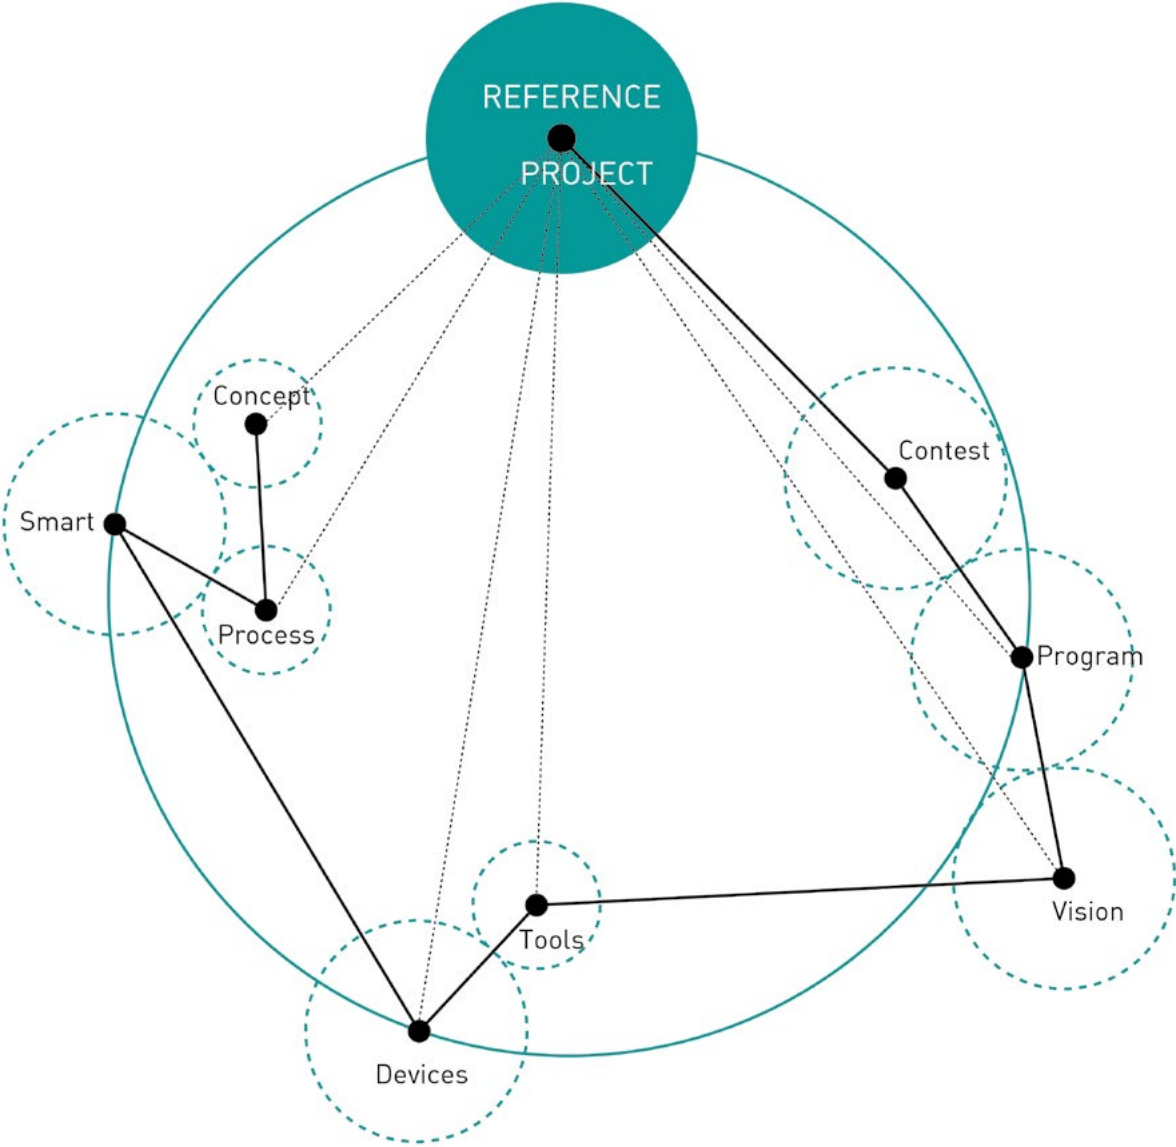 REFERENCE
PROJECT
Concept
Contest
Smart
Process
Program
Vision
Tools
Devices